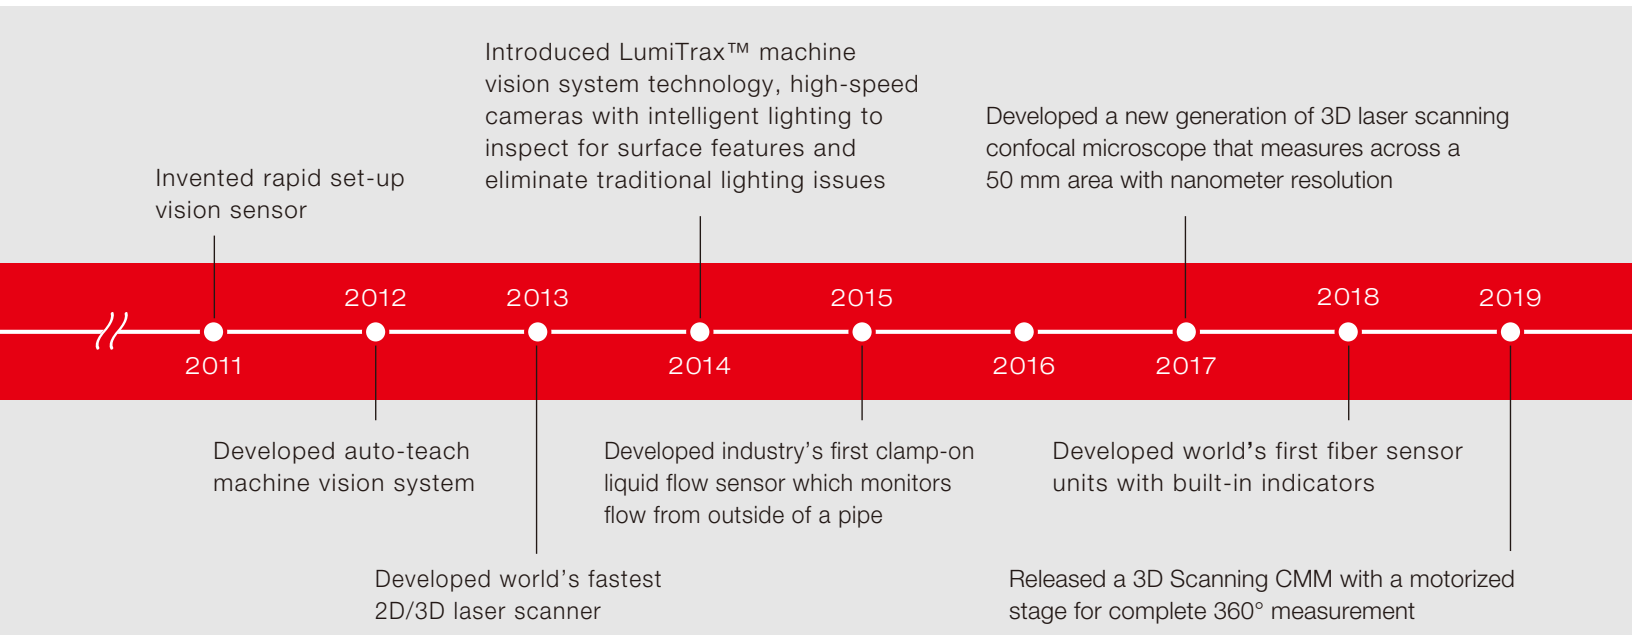 Introduced LumiTrax™ machine
vision system technology, high-speed
cameras with intelligent lighting to
inspect for surface features and
eliminate traditional lighting issues
Developed a new generation of 3D laser scanning
confocal microscope that measures across a
50 mm area with nanometer resolution
Invented rapid set-up
vision sensor
2012 2013 2015 2018 2019
2011 2014 2016 2017
Developed auto-teach
machine vision system
Developed industry’s first clamp-on
liquid flow sensor which monitors
flow from outside of a pipe
Developed world’s first fiber sensor
units with built-in indicators
Developed world’s fastest
2D/3D laser scanner
Released a 3D Scanning CMM with a motorized
stage for complete 360° measurement